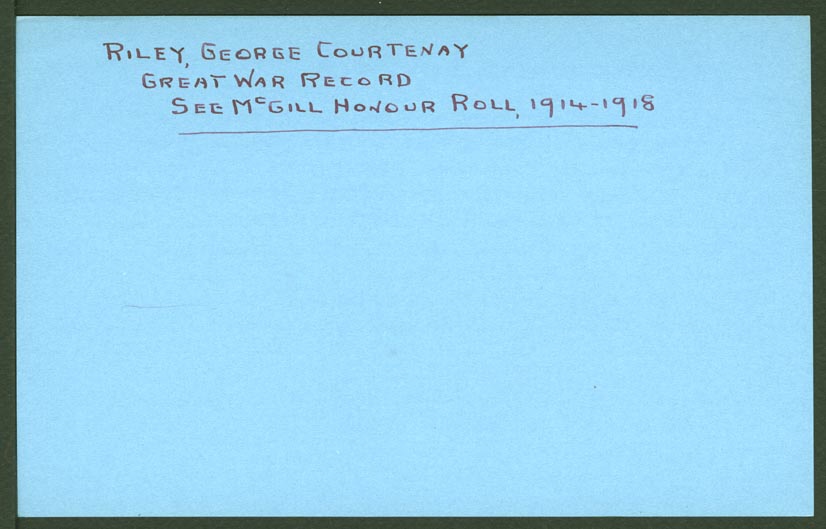 RILEY, GEORGE COURTENAY
GREAT WAR RECORD
SEE McGILL HONOUR ROLL, 1914-1918